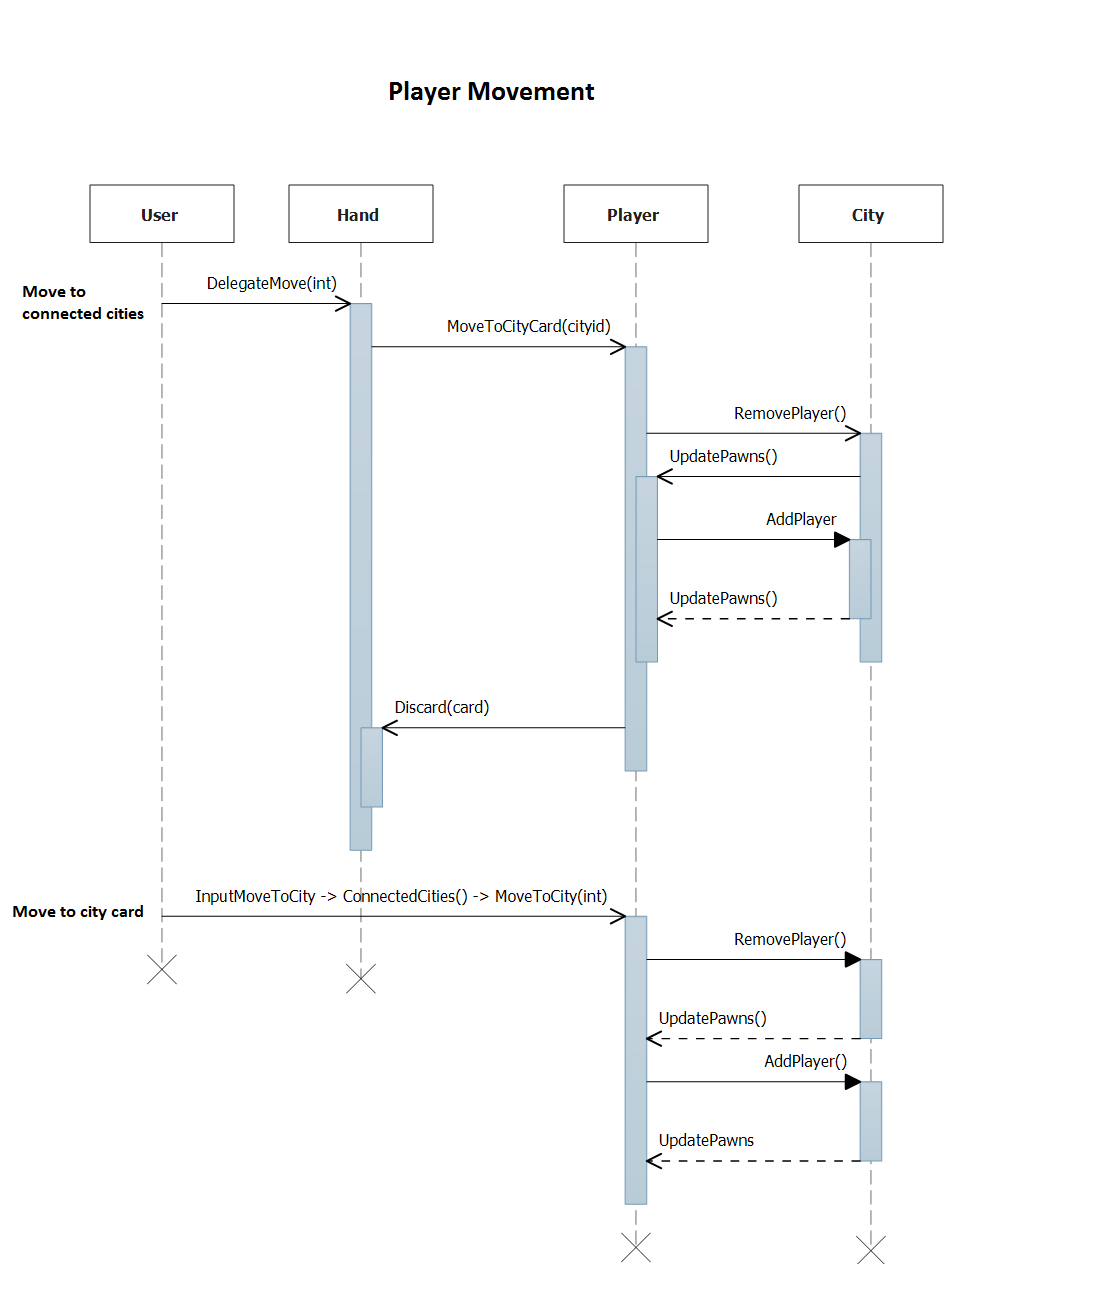 Player Movement
User
Hand
Player
City
Move to
connected cities
DelegateMove(int)
MoveToCityCard(cityid)
RemovePlayer()
UpdatePawns()
AddPlayer
UpdatePawns()
Discard(card)
Move to city card
InputMoveToCity -> ConnectedCities() -> MoveToCity(int)
RemovePlayer()
UpdatePawns()
AddPlayer()
UpdatePawns